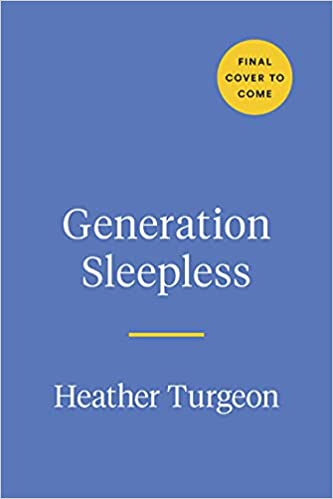 FINAL
COVER TO
COME
Generation
Sleepless
Heather Turgeon